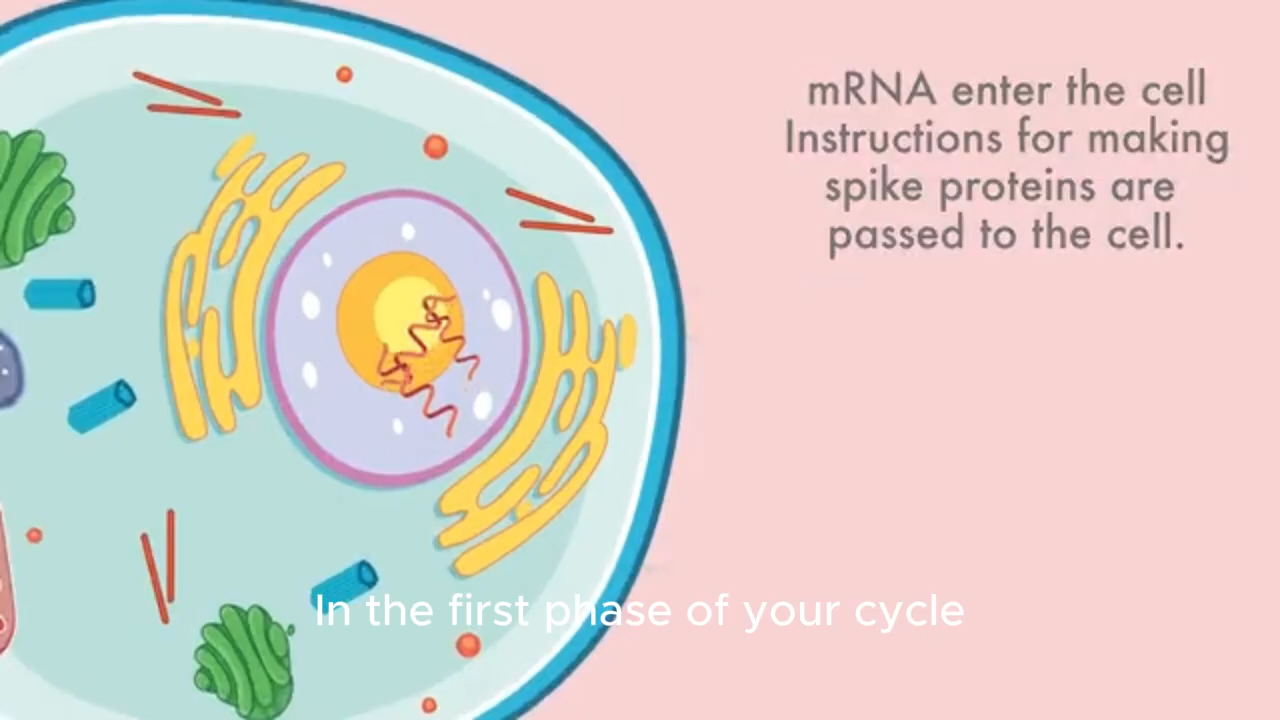 mRNA enter the cell
Instructions for making
spike proteins are
passed to the cell.
In the first phase of your cycle